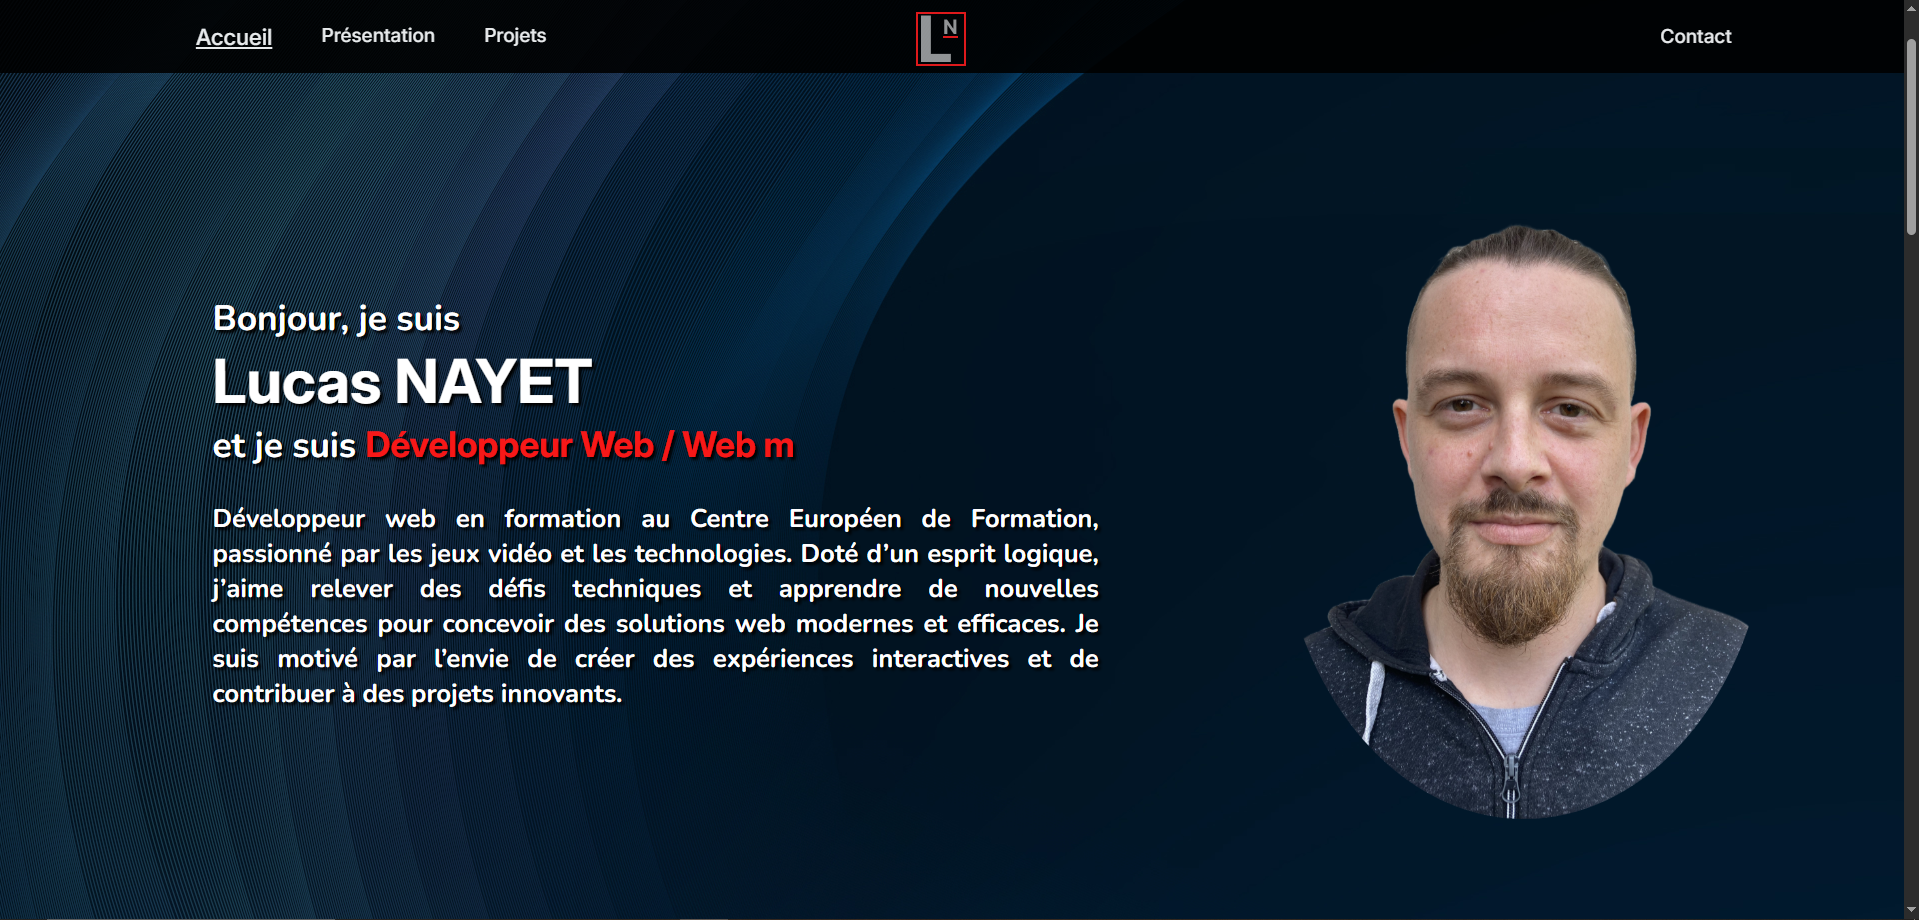 Accueil
Présentation
Projets
L N
Contact
Bonjour, je suis
Lucas NAYET
et je suis Développeur Web / Web m
Développeur web en formation au Centre Européen de Formation,
passionné par les jeux vidéo et les technologies. Doté d’un esprit logique,
j’aime relever des défis techniques et apprendre de nouvelles
compétences pour concevoir des solutions web modernes et efficaces. Je
suis motivé par l’envie de créer des expériences interactives et de
contribuer à des projets innovants.